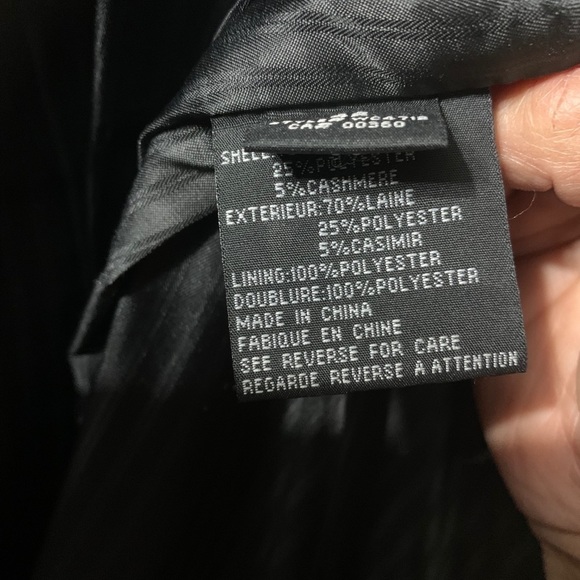 CA# 00560
SHELL
25%POLYESTER
5%CASHMERE
EXTERIEUR:70%LAINE
25%POLYESTER
5%CASIMIR
LINING:100%POLYESTER
DOUBLURE:100%POLYESTER
MADE IN CHINA
FABIQUE EN CHINE
SEE REVERSE FOR CARE
REGARDE REVERSE À ATTENTION